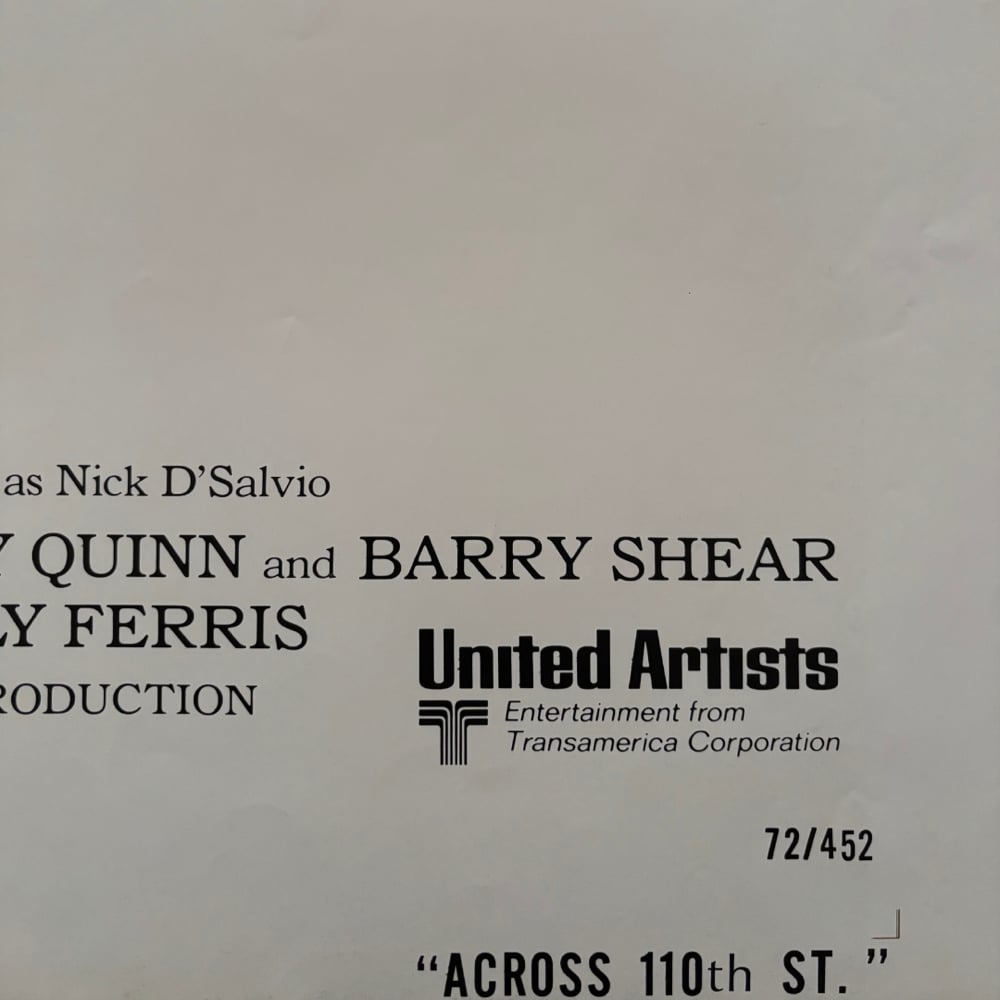 as Nick D'Salvio
Y QUINN and BARRY SHEAR
LY FERRIS
RODUCTION
United Artists
Entertainment from
Transamerica Corporation
72/452
“ACROSS 110th ST.”